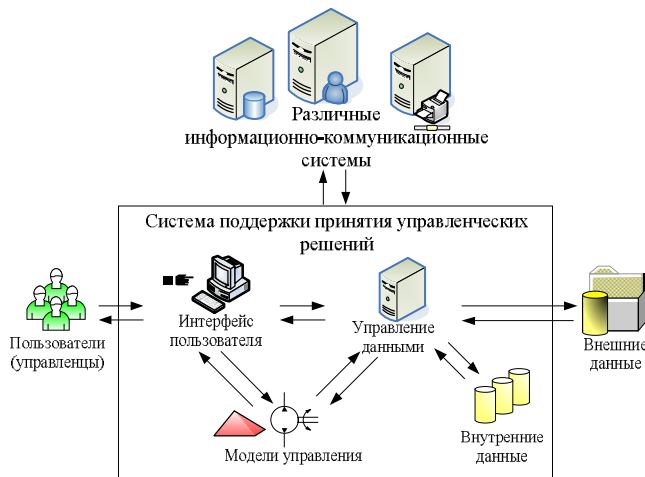 Различные
информационно-коммуникационные
системы
Система поддержки принятия управленческих
решений
Пользователи
(управленцы)
Интерфейс
пользователя
Управление
данными
Внешние
данные
Модели управления
Внутренние
данные